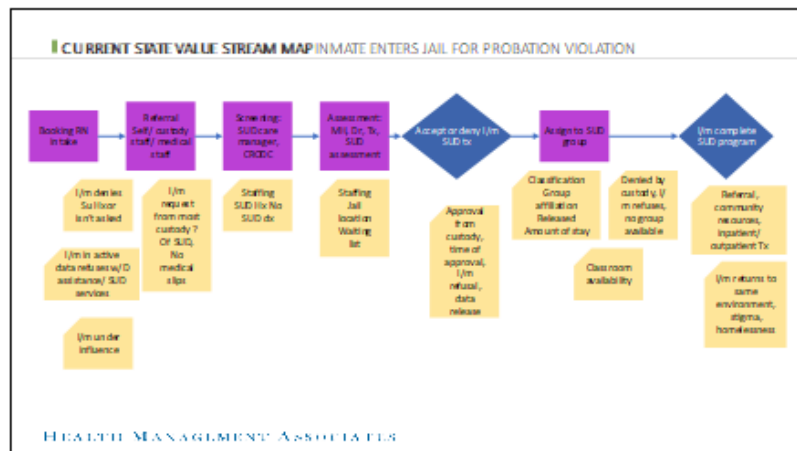 CURRENT STATE VALUE STREAM MAP INMATE ENTERS JAIL FOR PROBATION VIOLATION
Booking RN
intake
Referral
Self/ custody
staff/ medical
staff
Screening:
SUD care
manager,
CRDDC
Assessment:
MH, Dr, Tx,
SUD
assessment
Accept or deny I/m
SUD tx
Assign to SUD
group
I/m complete
SUD program
I/m denies
Su Hx or
isn't asked
I/m in active
data refuses w/D
assistance/ SUD
services
I/m under
influence
I/m
request
from most
custody ?
Of SUD,
No
medical
slips
Staffing
SUD Hx No
SUD dx
Staffing
Jail
location
Waiting
list
Approval
from
custody,
time of
approval,
I/m
refusal,
data
release
Classification
Group
affiliation
Released
Amount of stay
Denied by
custody, I/
m refuses,
no group
available
Classroom
availability
Referral,
community
resources,
inpatient/
outpatient Tx
I/m returns to
same
environment,
stigma,
homelessness
HEALTH MANAGEMENT ASSOCIATES